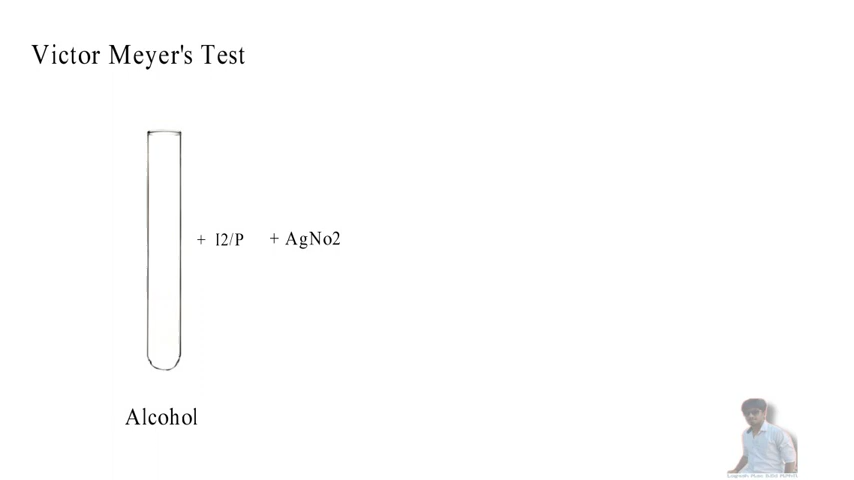 Victor Meyer's Test
+ I2/P + AgNo2
Alcohol